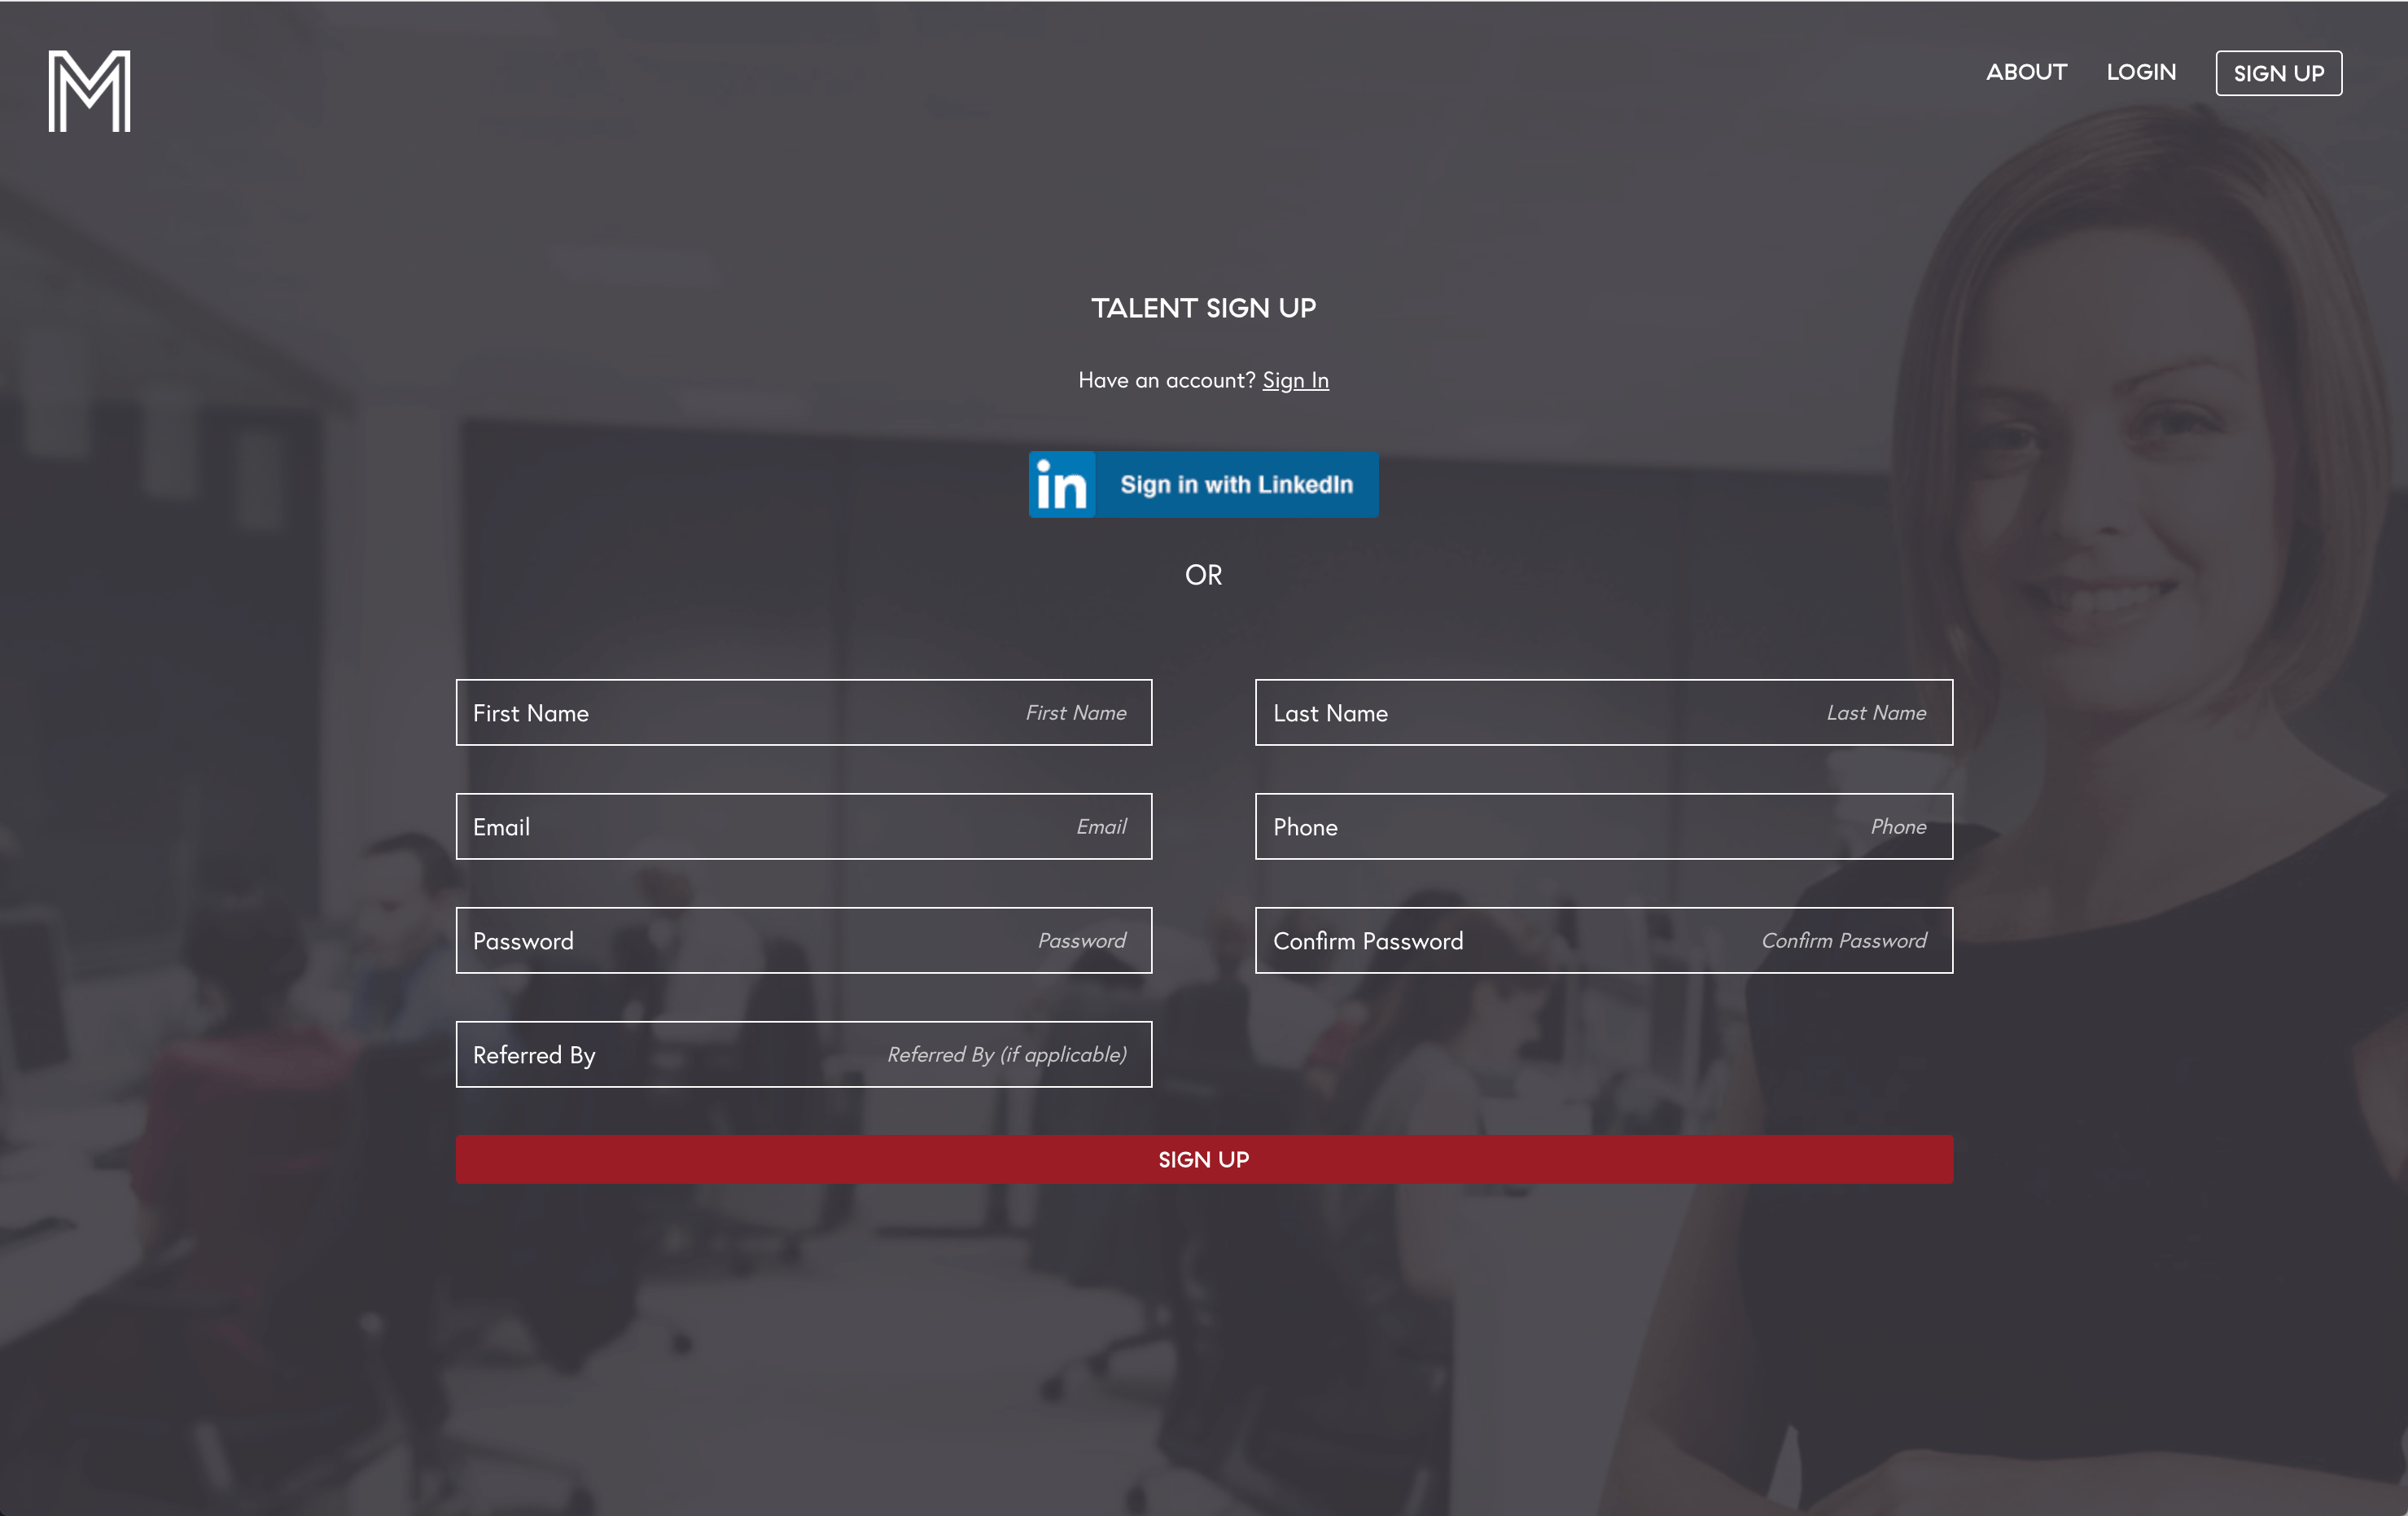 M
ABOUT LOGIN SIGN UP
TALENT SIGN UP
Have an account? Sign In
in Sign in with LinkedIn
OR
First Name First Name
Last Name Last Name
Email Email
Phone Phone
Password Password
Confirm Password Confirm Password
Referred By Referred By (if applicable)
SIGN UP